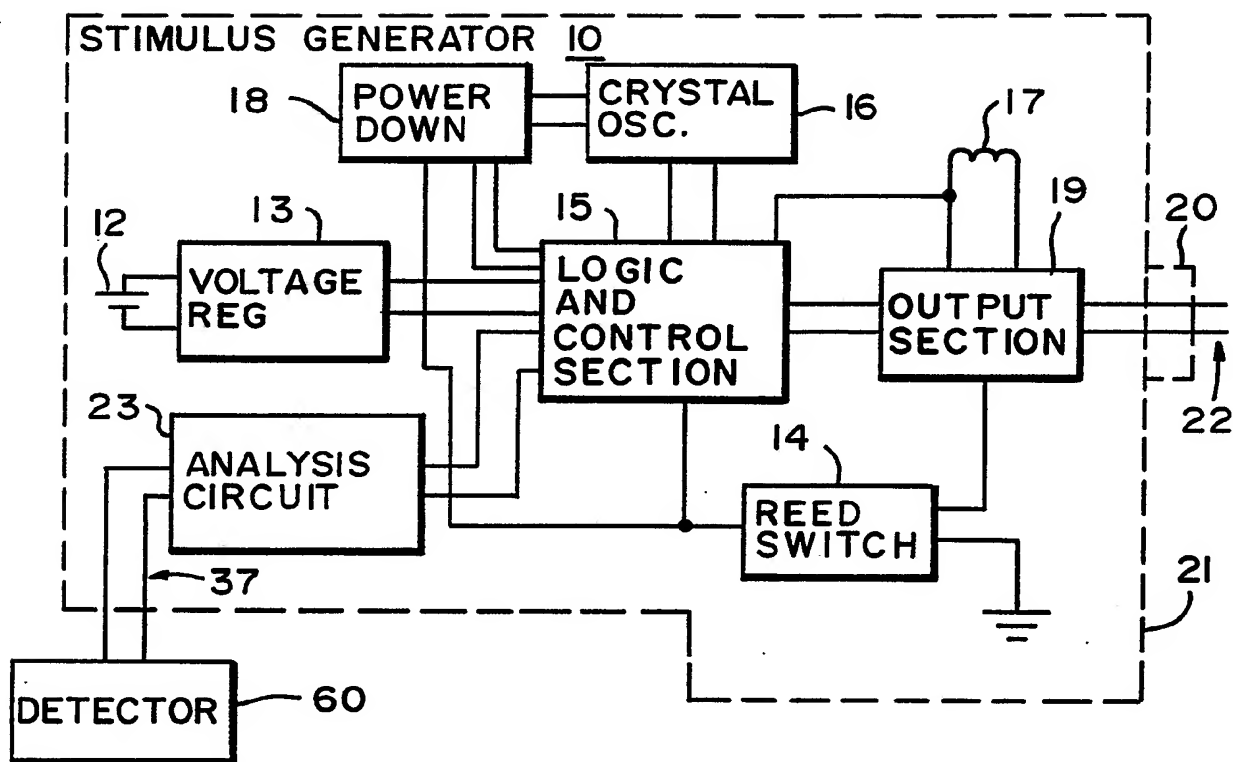 STIMULUS GENERATOR 10
18
POWER
DOWN
CRYSTAL
OSC.
16
17
12
13
VOLTAGE
REG
15
LOGIC
AND
CONTROL
SECTION
19
OUTPUT
SECTION
20
22
23
ANALYSIS
CIRCUIT
14
REED
SWITCH
37
21
DETECTOR
60